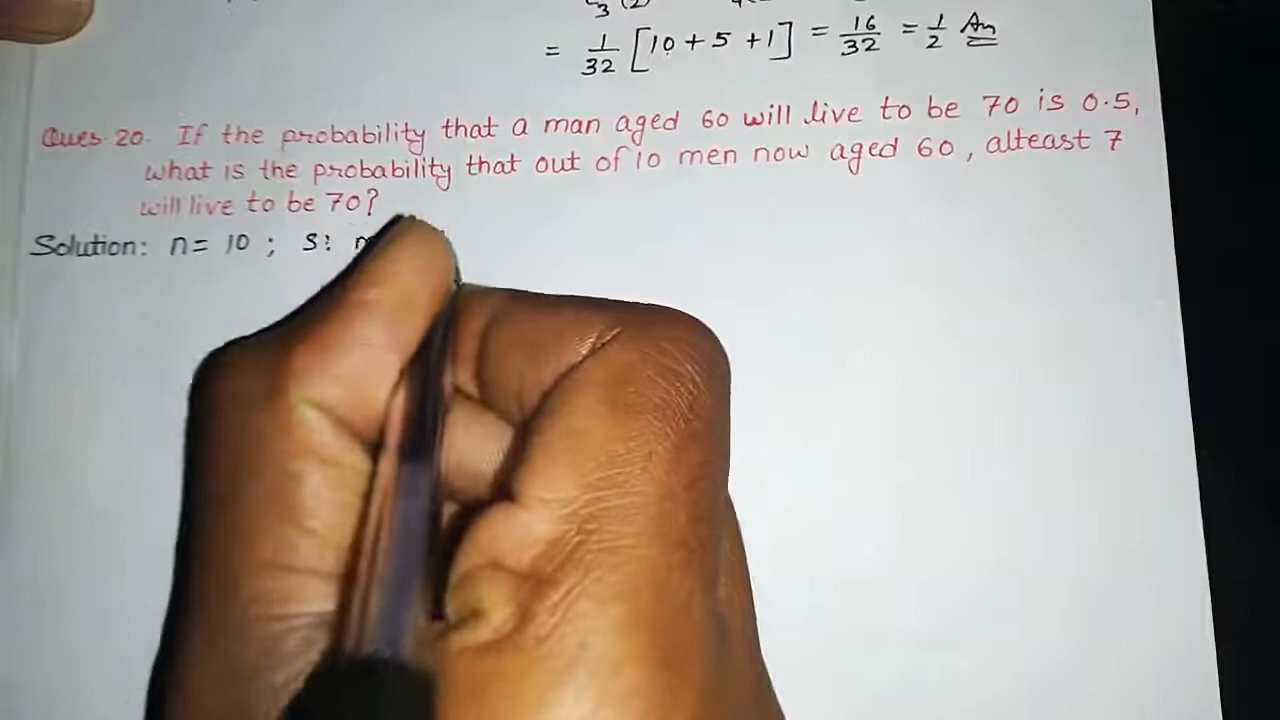 = 1/32 [10 + 5 + 1] = 16/32 = 1/2 An
Ques 20. If the probability that a man aged 60 will live to be 70 is 0.5,
what is the probability that out of 10 men now aged 60, alteast 7
will live to be 70?
Solution: n = 10 ; S: